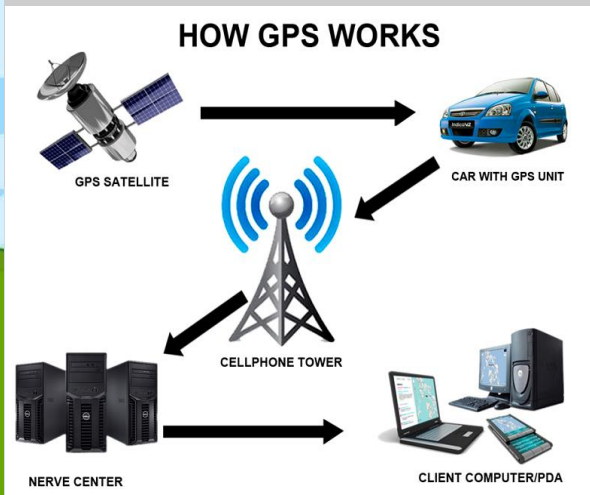 HOW GPS WORKS
GPS SATELLITE
CAR WITH GPS UNIT
CELLPHONE TOWER
NERVE CENTER
CLIENT COMPUTER/PDA